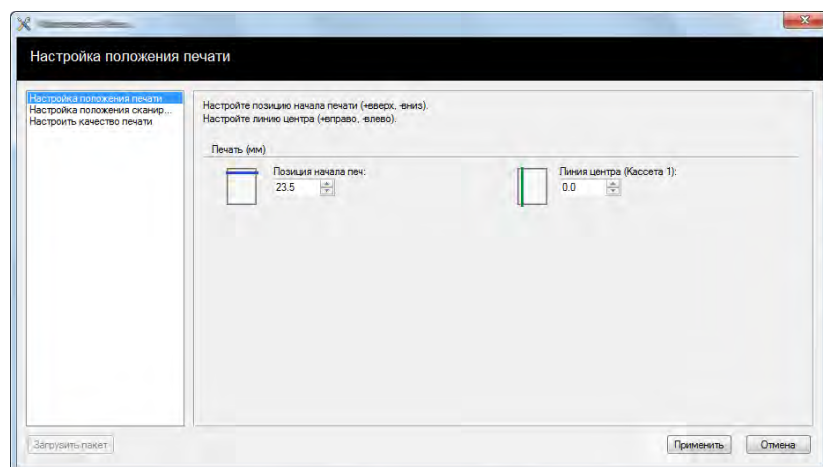 Настройка положения печати
Настройка положения печати
Настройка положения сканир...
Настроить качество печати
Настройте позицию начала печати (+вверх, -вниз).
Настройте линию центра (+вправо, -влево).
Печать (мм)
Позиция начала печ:
23.5
Линия центра (Кассета 1):
0.0
Загрузить пакет
Применить
Отмена